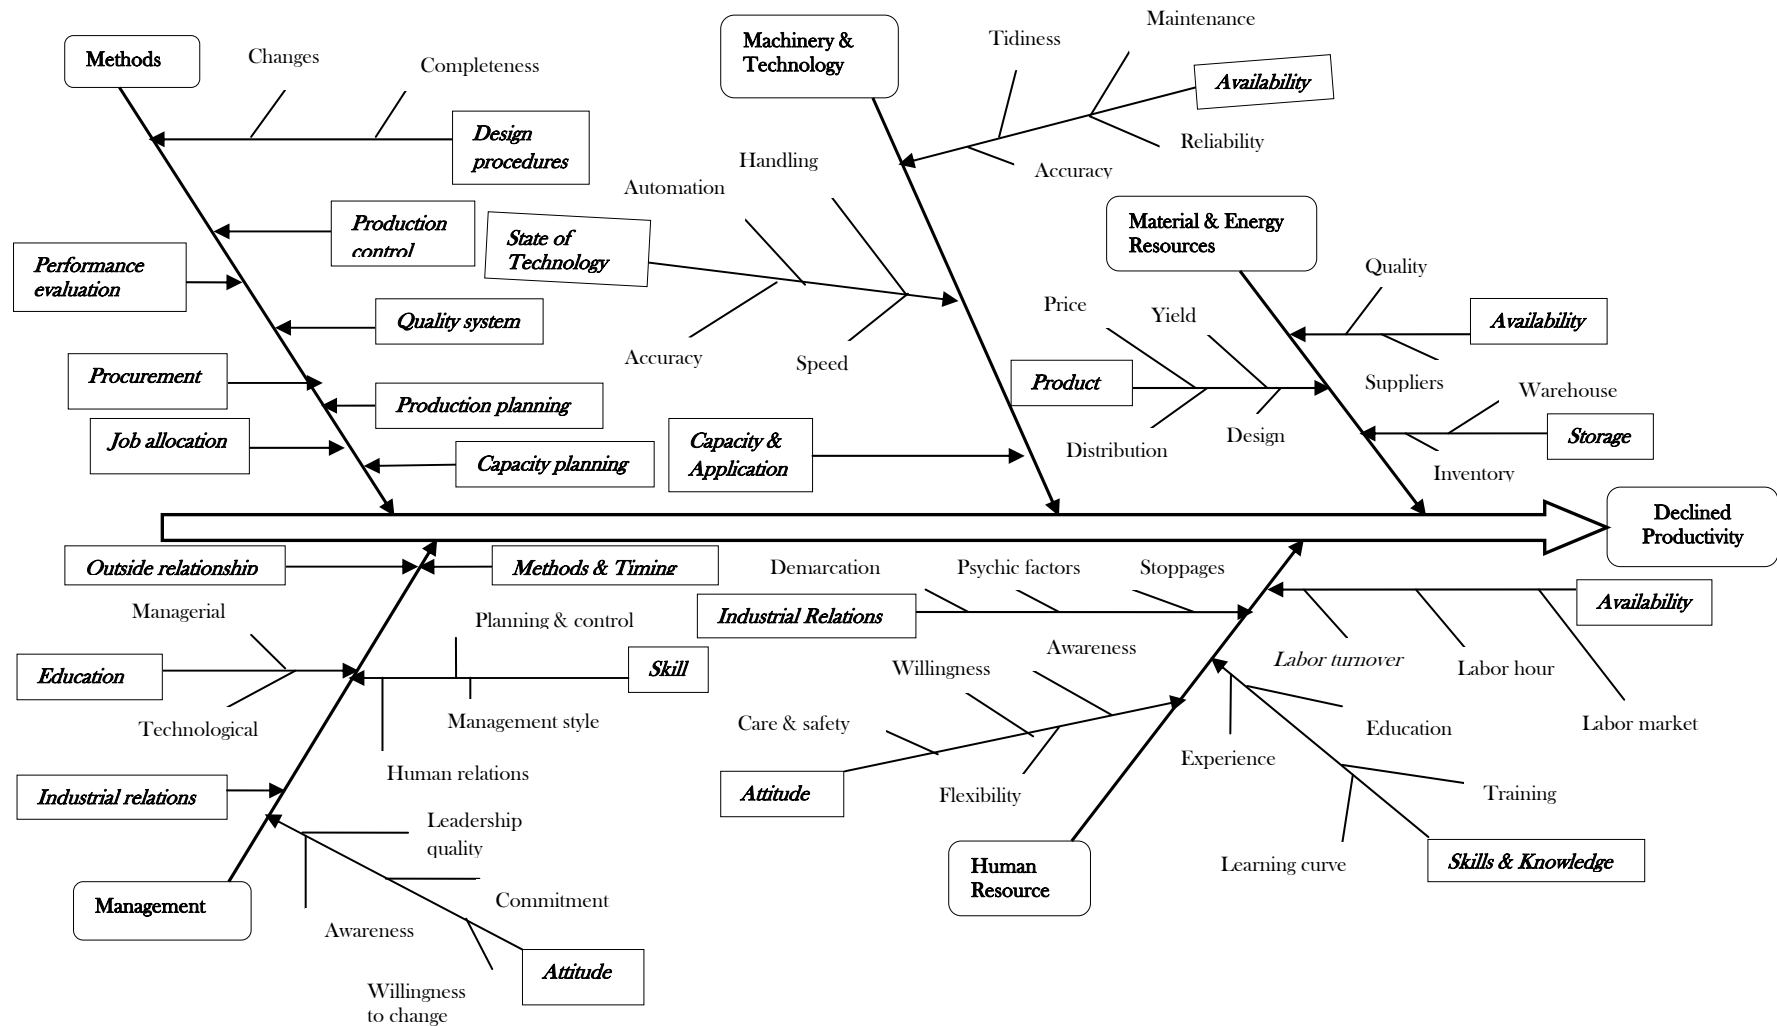 Methods
Changes
Completeness
Design
procedures
Production
control
Performance
evaluation
Quality system
Procurement
Production planning
Job allocation
Capacity planning
Machinery &
Technology
Tidiness
Maintenance
Availability
Reliability
Accuracy
Handling
Automation
State of
Technology
Accuracy
Speed
Capacity &
Application
Material & Energy
Resources
Quality
Availability
Suppliers
Price
Yield
Product
Distribution
Design
Warehouse
Storage
Inventory
Declined
Productivity
Outside relationship
Methods & Timing
Managerial
Planning & control
Education
Skill
Technological
Management style
Human relations
Industrial relations
Leadership
quality
Commitment
Awareness
Attitude
Willingness
to change
Management
Demarcation
Psychic factors
Stoppages
Industrial Relations
Availability
Labor turnover
Labor hour
Labor market
Awareness
Willingness
Care & safety
Flexibility
Attitude
Education
Experience
Training
Learning curve
Skills & Knowledge
Human
Resource